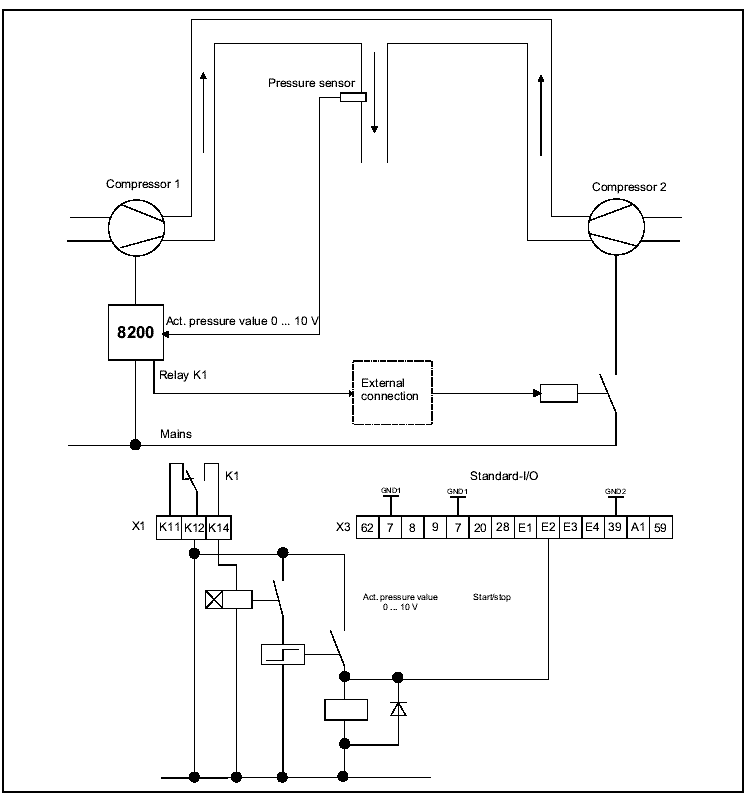 Pressure sensor
Compressor 1
Compressor 2
8200
Act. pressure value 0 ... 10 V
Relay K1
External
connection
Mains
K1
Standard-I/O
GND1
GND1
GND2
X1
K11 K12 K14
X3
62 7 8 9 7 20 28 E1 E2 E3 E4 39 A1 59
Act. pressure value
0 ... 10 V
Start/stop